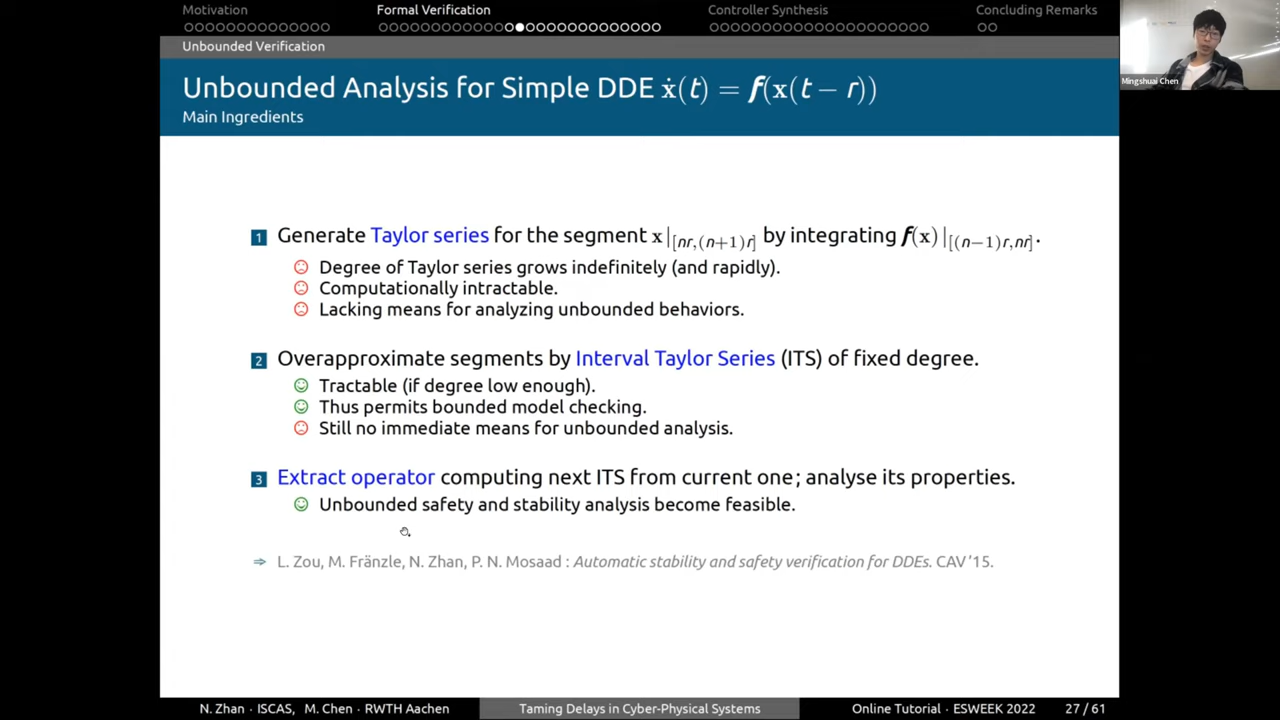 Motivation Formal Verification Controller Synthesis Concluding Remarks
Unbounded Verification
Unbounded Analysis for Simple DDE ẋ(t) = f(x(t − r))
Main Ingredients
Mingshuai Chen
1 Generate Taylor series for the segment x|[nr,(n+1)r] by integrating f(x)|[(n−1)r,nr].
Degree of Taylor series grows indefinitely (and rapidly).
Computationally intractable.
Lacking means for analyzing unbounded behaviors.
2 Overapproximate segments by Interval Taylor Series (ITS) of fixed degree.
Tractable (if degree low enough).
Thus permits bounded model checking.
Still no immediate means for unbounded analysis.
3 Extract operator computing next ITS from current one; analyse its properties.
Unbounded safety and stability analysis become feasible.
⇒ L. Zou, M. Fränzle, N. Zhan, P. N. Mosaad : Automatic stability and safety verification for DDEs. CAV '15.
N. Zhan · ISCAS, M. Chen · RWTH Aachen Taming Delays in Cyber-Physical Systems Online Tutorial · ESWEEK 2022 27 / 61